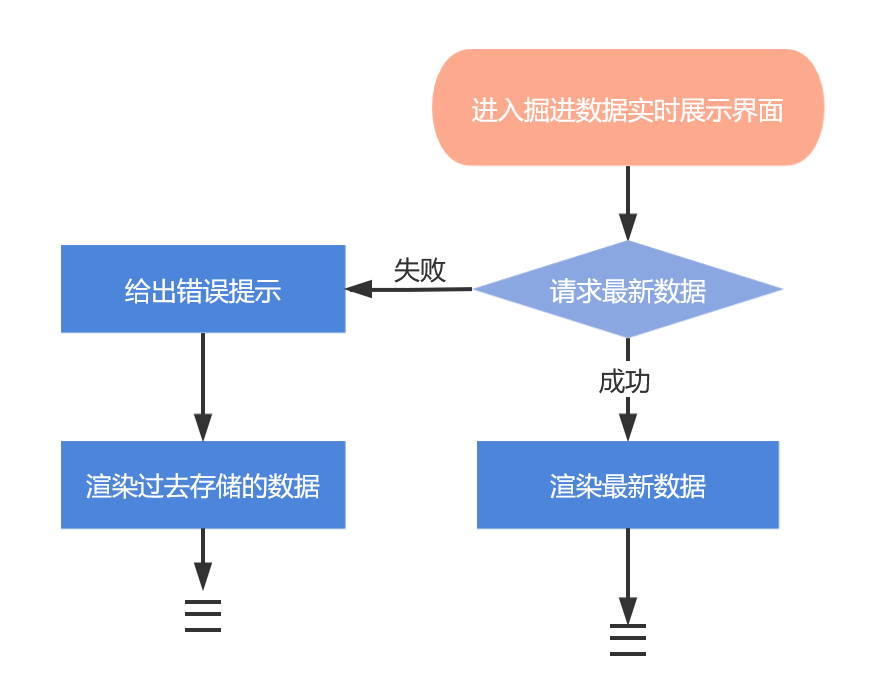 进入掘进数据实时展示界面
失败
给出错误提示
请求最新数据
成功
渲染过去存储的数据
渲染最新数据